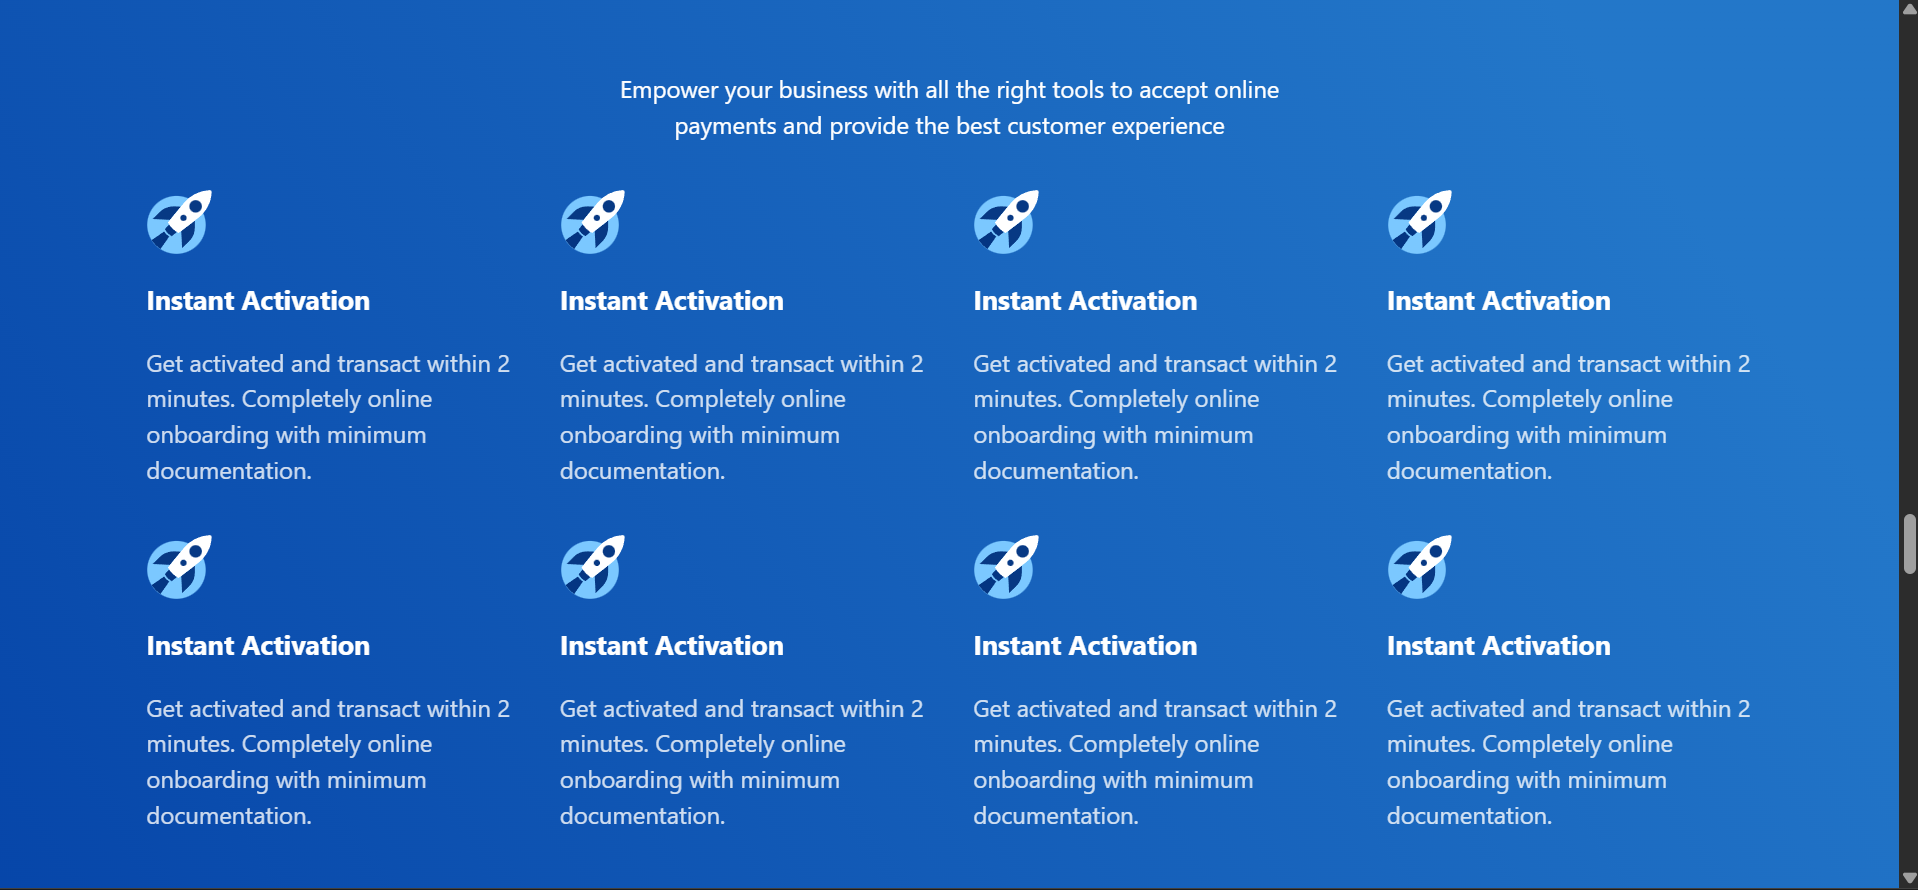 Empower your business with all the right tools to accept online
payments and provide the best customer experience
Instant Activation
Get activated and transact within 2
minutes. Completely online
onboarding with minimum
documentation.
Instant Activation
Get activated and transact within 2
minutes. Completely online
onboarding with minimum
documentation.
Instant Activation
Get activated and transact within 2
minutes. Completely online
onboarding with minimum
documentation.
Instant Activation
Get activated and transact within 2
minutes. Completely online
onboarding with minimum
documentation.
Instant Activation
Get activated and transact within 2
minutes. Completely online
onboarding with minimum
documentation.
Instant Activation
Get activated and transact within 2
minutes. Completely online
onboarding with minimum
documentation.
Instant Activation
Get activated and transact within 2
minutes. Completely online
onboarding with minimum
documentation.
Instant Activation
Get activated and transact within 2
minutes. Completely online
onboarding with minimum
documentation.